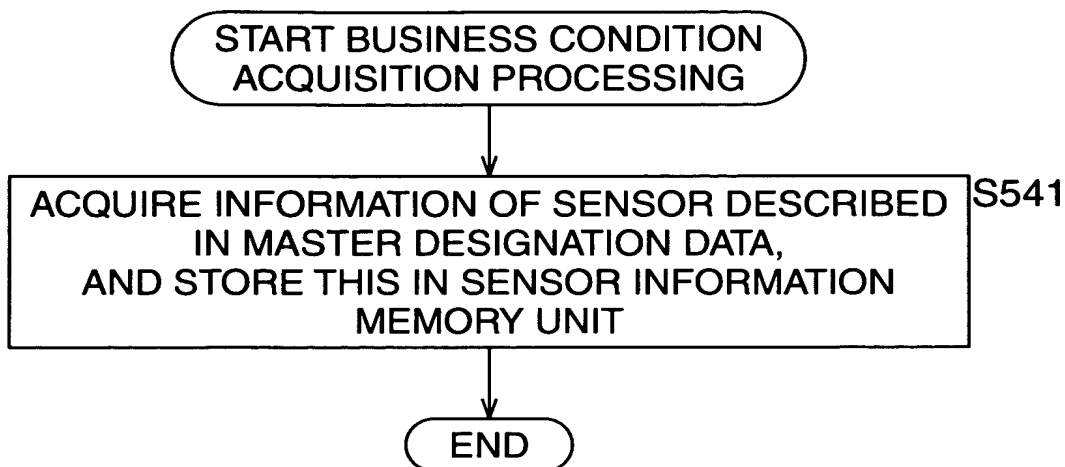 START BUSINESS CONDITION
ACQUISITION PROCESSING
ACQUIRE INFORMATION OF SENSOR DESCRIBED
IN MASTER DESIGNATION DATA,
AND STORE THIS IN SENSOR INFORMATION
MEMORY UNIT
S541
END